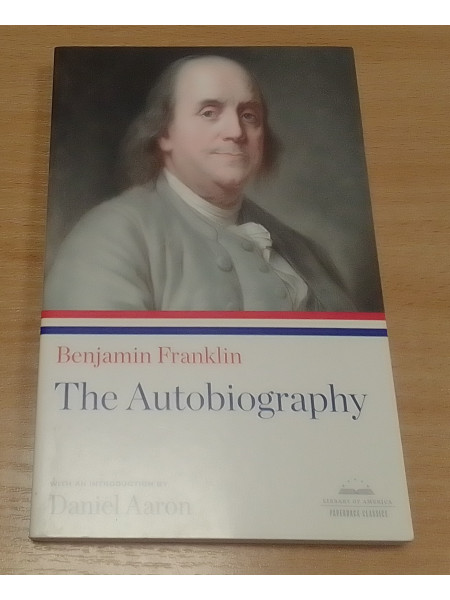 Benjamin Franklin
The Autobiography
WITH AN INTRODUCTION BY
Daniel Aaron
LIBRARY OF AMERICA
PAPERBACK CLASSICS